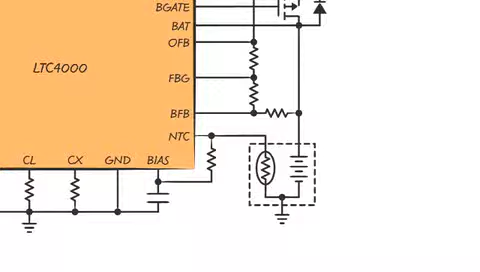 BGATE
BAT
OFB
LTC4000
FBG
BFB
NTC
CL CX GND BIAS